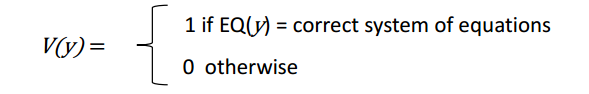 1 if EQ(y) = correct system of equations
V(y) =
0 otherwise